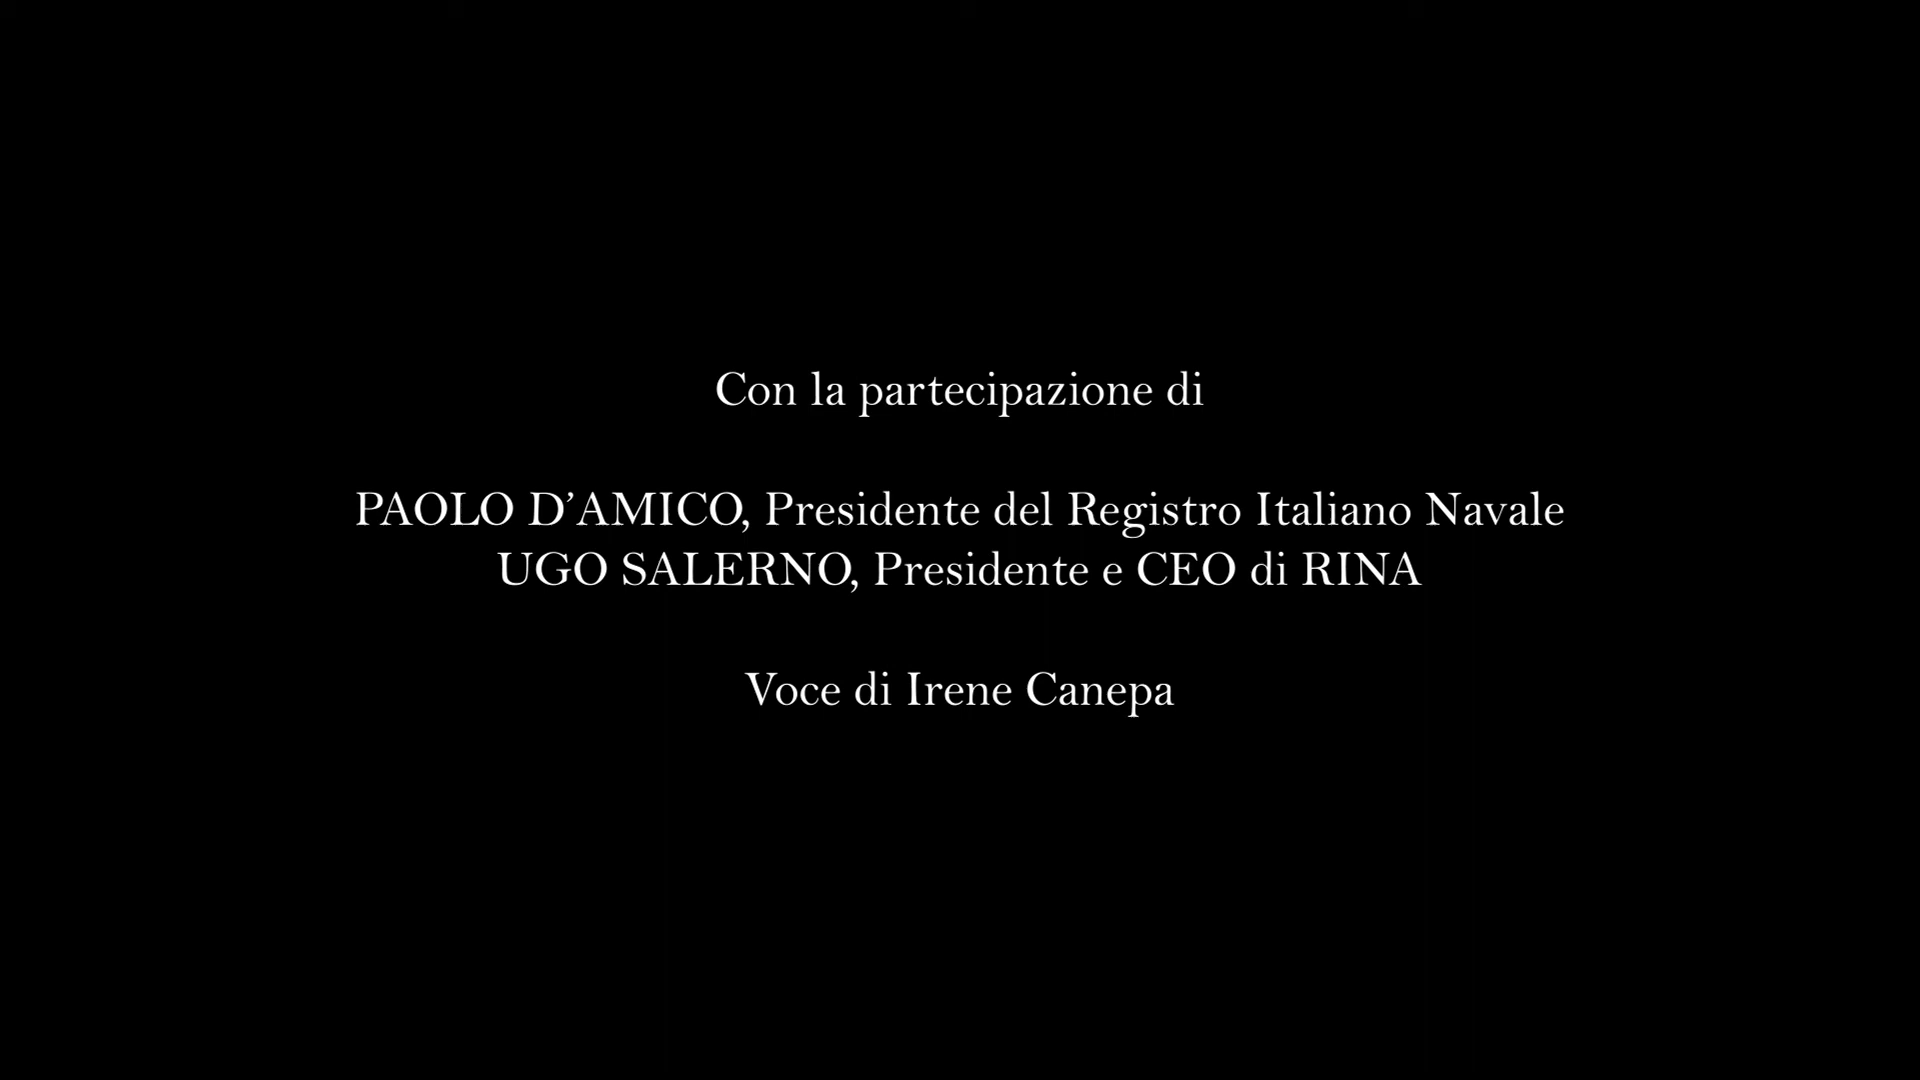 Con la partecipazione di
PAOLO D’AMICO, Presidente del Registro Italiano Navale
UGO SALERNO, Presidente e CEO di RINA
Voce di Irene Canepa